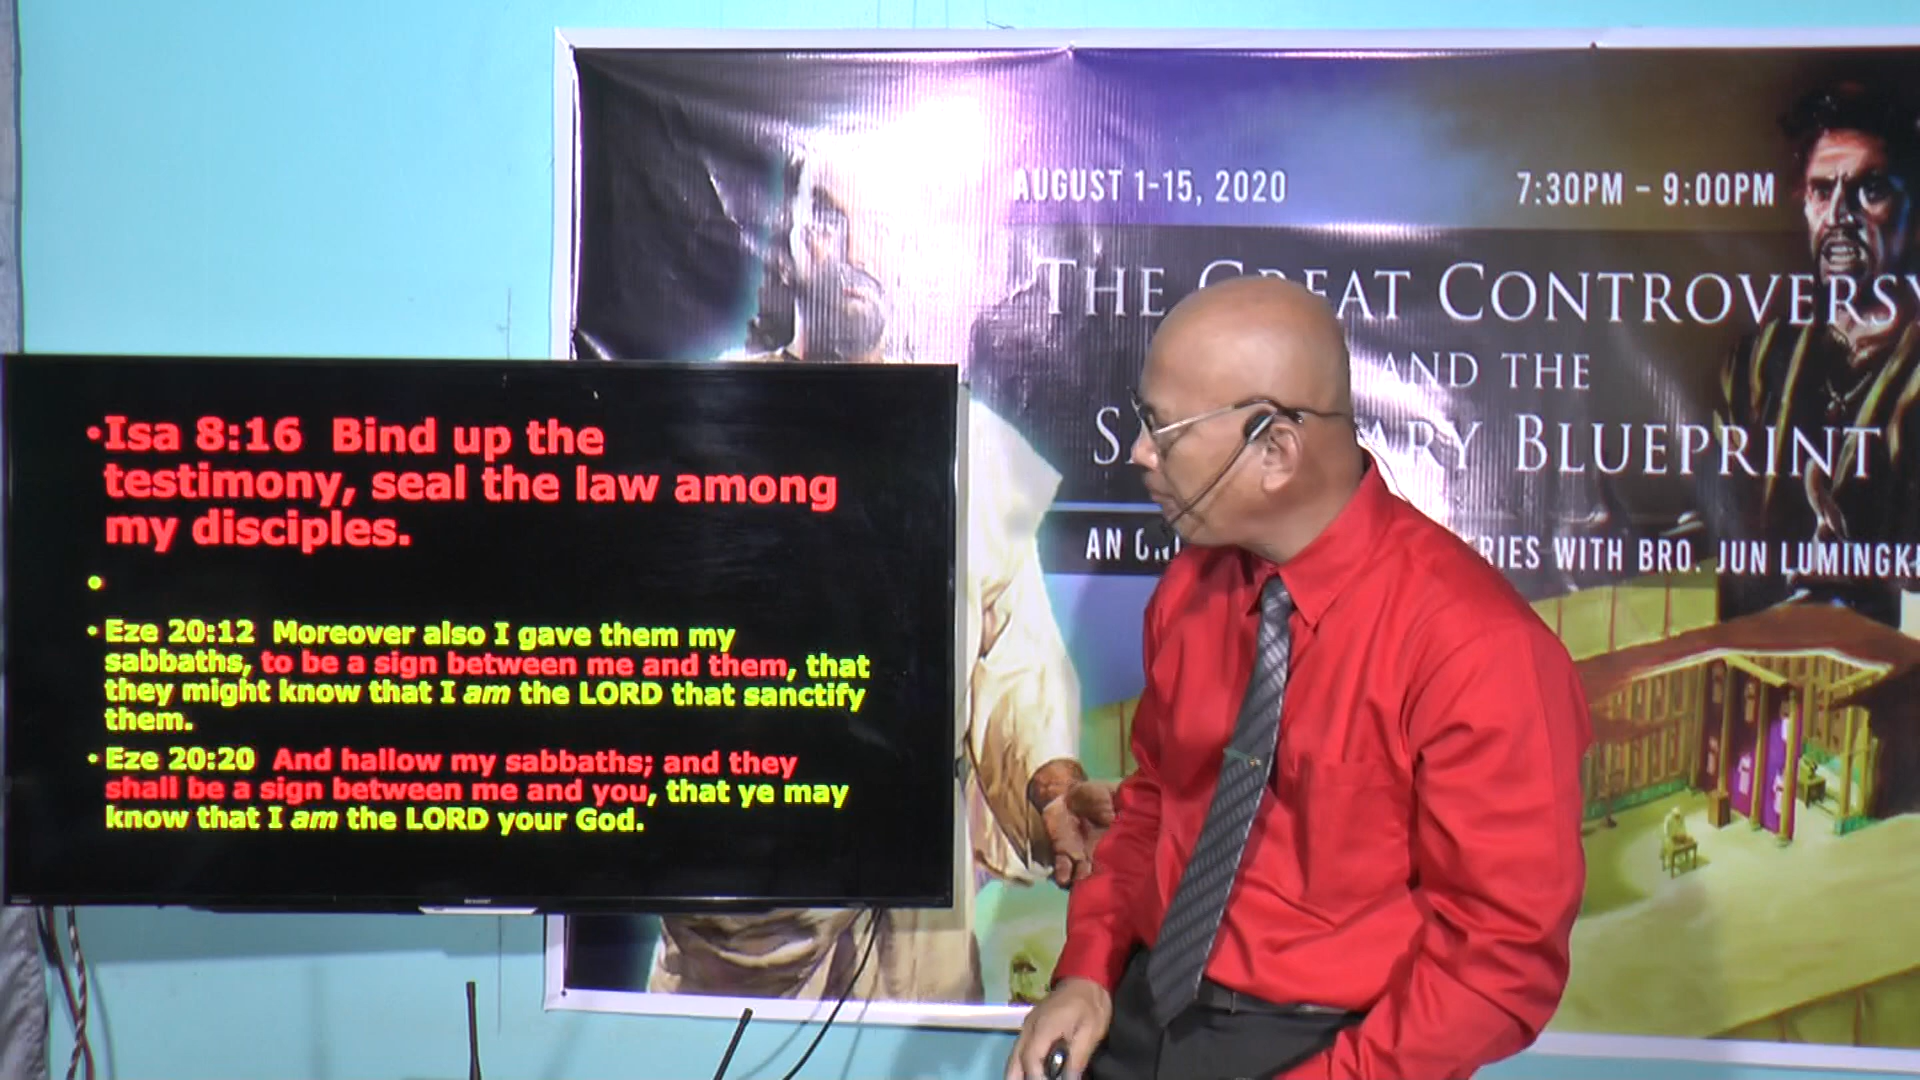 •Isa 8:16 Bind up the
testimony, seal the law among
my disciples.
•
• Eze 20:12 Moreover also I gave them my
sabbaths, to be a sign between me and them, that
they might know that I am the LORD that sanctify
them.
• Eze 20:20 And hallow my sabbaths; and they
shall be a sign between me and you, that ye may
know that I am the LORD your God.
AUGUST 1-15, 2020 7:30PM – 9:00PM
THE GREAT CONTROVERSY
AND THE
BLUEPRINT
AN WITH BRO. JUN